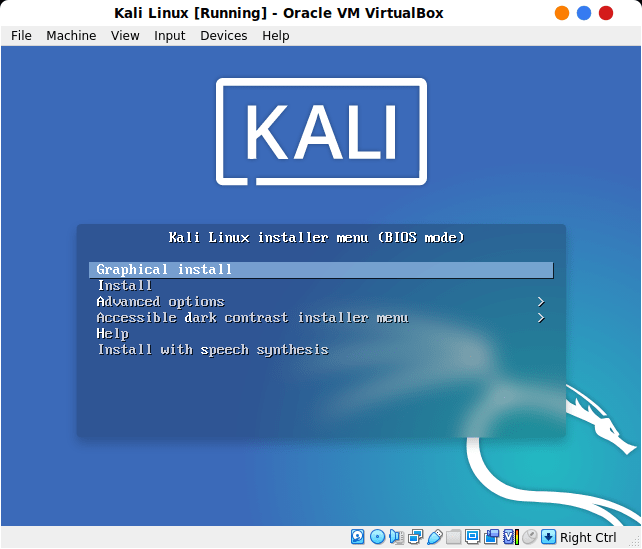 Kali Linux [Running] - Oracle VM VirtualBox
File Machine View Input Devices Help
KALI
Kali Linux installer menu (BIOS mode)
Graphical install
Install
Advanced options >
Accessible dark contrast installer menu >
Help
Install with speech synthesis
Right Ctrl